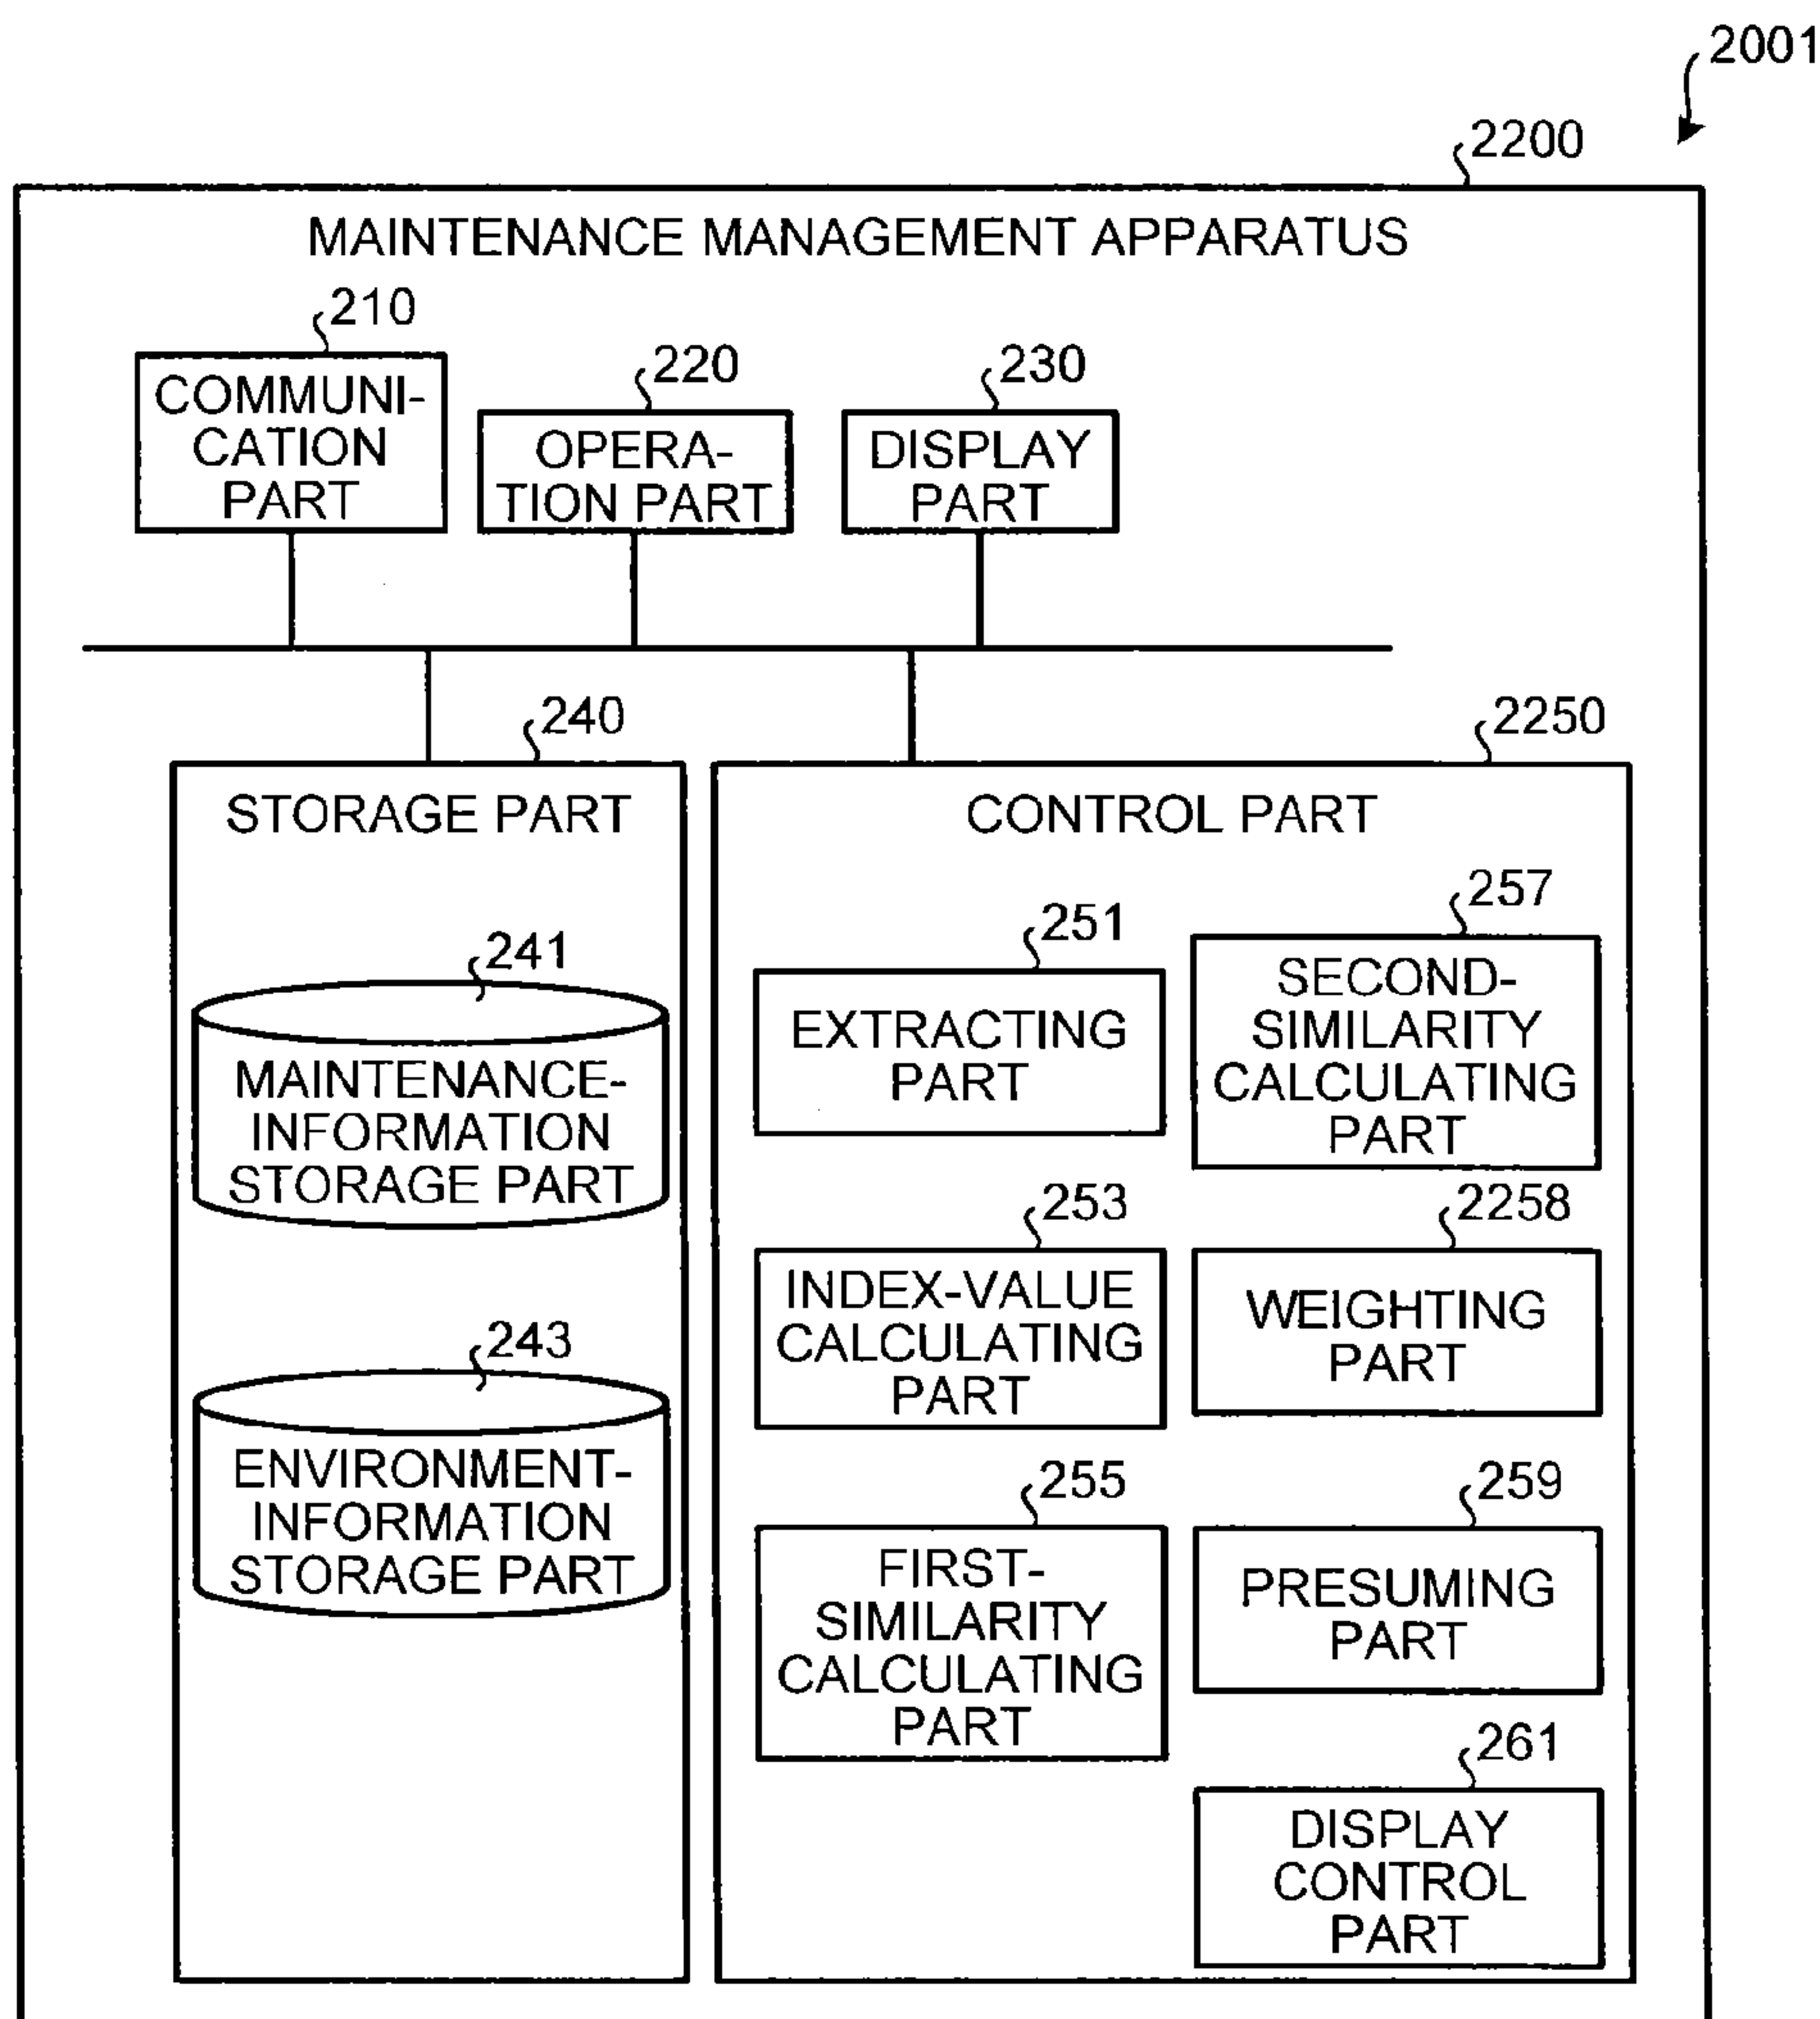 2001
2200
MAINTENANCE MANAGEMENT APPARATUS
210
COMMUNI-
CATION
PART
220
OPERA-
TION PART
230
DISPLAY
PART
240
STORAGE PART
241
MAINTENANCE-
INFORMATION
STORAGE PART
243
ENVIRONMENT-
INFORMATION
STORAGE PART
2250
CONTROL PART
251
EXTRACTING
PART
253
INDEX-VALUE
CALCULATING
PART
255
FIRST-
SIMILARITY
CALCULATING
PART
257
SECOND-
SIMILARITY
CALCULATING
PART
2258
WEIGHTING
PART
259
PRESUMING
PART
261
DISPLAY
CONTROL
PART